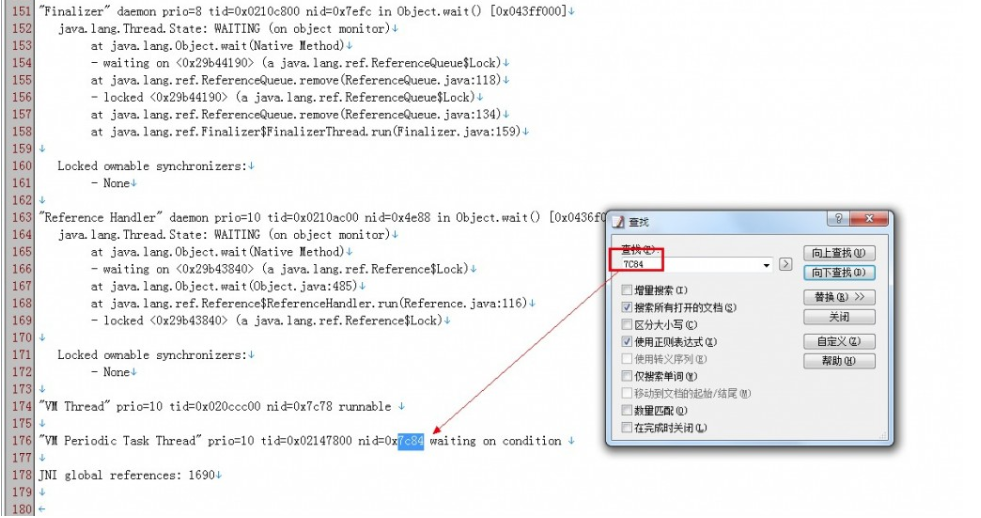 151 "Finalizer" daemon prio=8 tid=0x0210c800 nid=0x7efc in Object.wait() [0x043ff000]↓
152 java.lang.Thread.State: WAITING (on object monitor)↓
153 at java.lang.Object.wait(Native Method)↓
154 - waiting on <0x29b44190> (a java.lang.ref.ReferenceQueue$Lock)↓
155 at java.lang.ref.ReferenceQueue.remove(ReferenceQueue.java:118)↓
156 - locked <0x29b44190> (a java.lang.ref.ReferenceQueue$Lock)↓
157 at java.lang.ref.ReferenceQueue.remove(ReferenceQueue.java:134)↓
158 at java.lang.ref.Finalizer$FinalizerThread.run(Finalizer.java:159)↓
159 ↓
160 Locked ownable synchronizers:↓
161 - None↓
162 ↓
163 "Reference Handler" daemon prio=10 tid=0x0210ac00 nid=0x4e88 in Object.wait() [0x0436f0
164 java.lang.Thread.State: WAITING (on object monitor)↓
165 at java.lang.Object.wait(Native Method)↓
166 - waiting on <0x29b43840> (a java.lang.ref.Reference$Lock)↓
167 at java.lang.Object.wait(Object.java:485)↓
168 at java.lang.ref.Reference$ReferenceHandler.run(Reference.java:116)↓
169 - locked <0x29b43840> (a java.lang.ref.Reference$Lock)↓
170 ↓
171 Locked ownable synchronizers:↓
172 - None↓
173 ↓
174 "VM Thread" prio=10 tid=0x020ccc00 nid=0x7c78 runnable ↓
175 ↓
176 "VM Periodic Task Thread" prio=10 tid=0x02147800 nid=0x7c84 waiting on condition ↓
177 ↓
178 JNI global references: 1690↓
179 ↓
180 ←
查找
查找(F):
7C84
向上查找(U)
向下查找(D)
替换(R) >>
关闭
自定义(Z)
帮助(H)
增量搜索(I)
搜索所有打开的文档(S)
区分大小写(C)
使用正则表达式(X)
使用转义序列(E)
仅搜索单词(W)
移动到文档的起始/结尾(M)
数量匹配(O)
在完成时关闭(L)